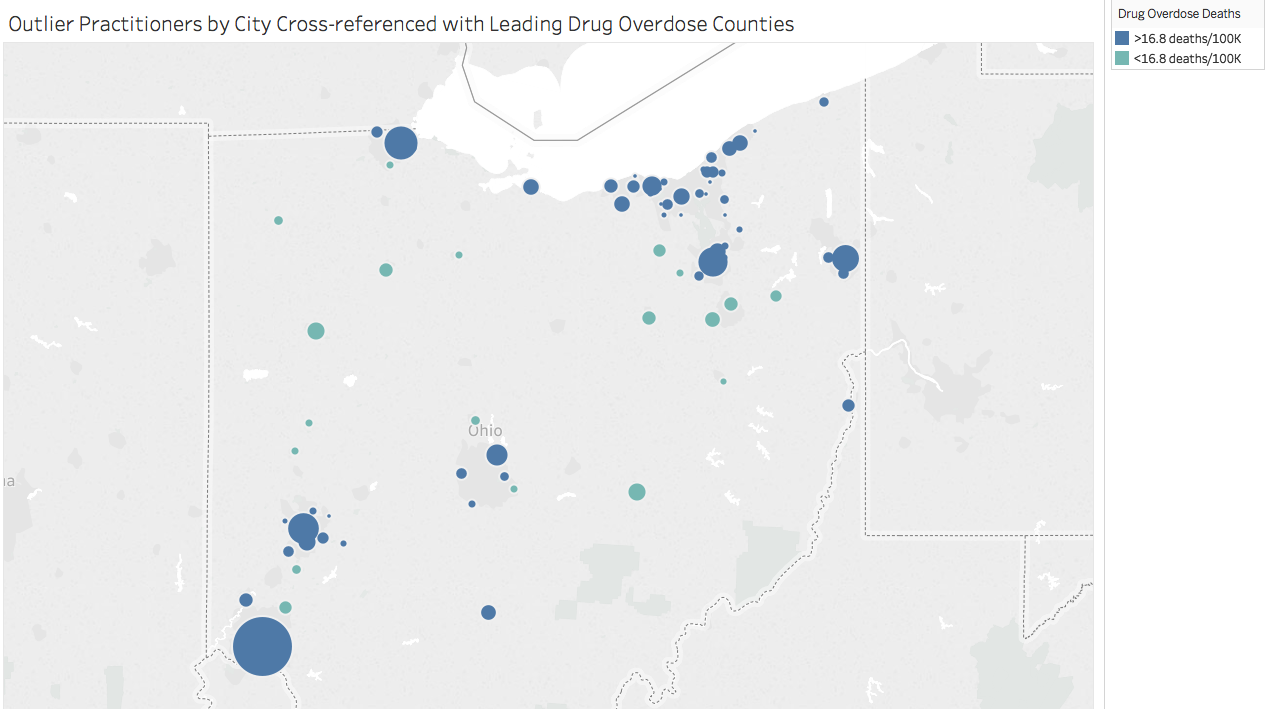 Outlier Practitioners by City Cross-referenced with Leading Drug Overdose Counties
Drug Overdose Deaths
>16.8 deaths/100K
<16.8 deaths/100K
Ohio
na